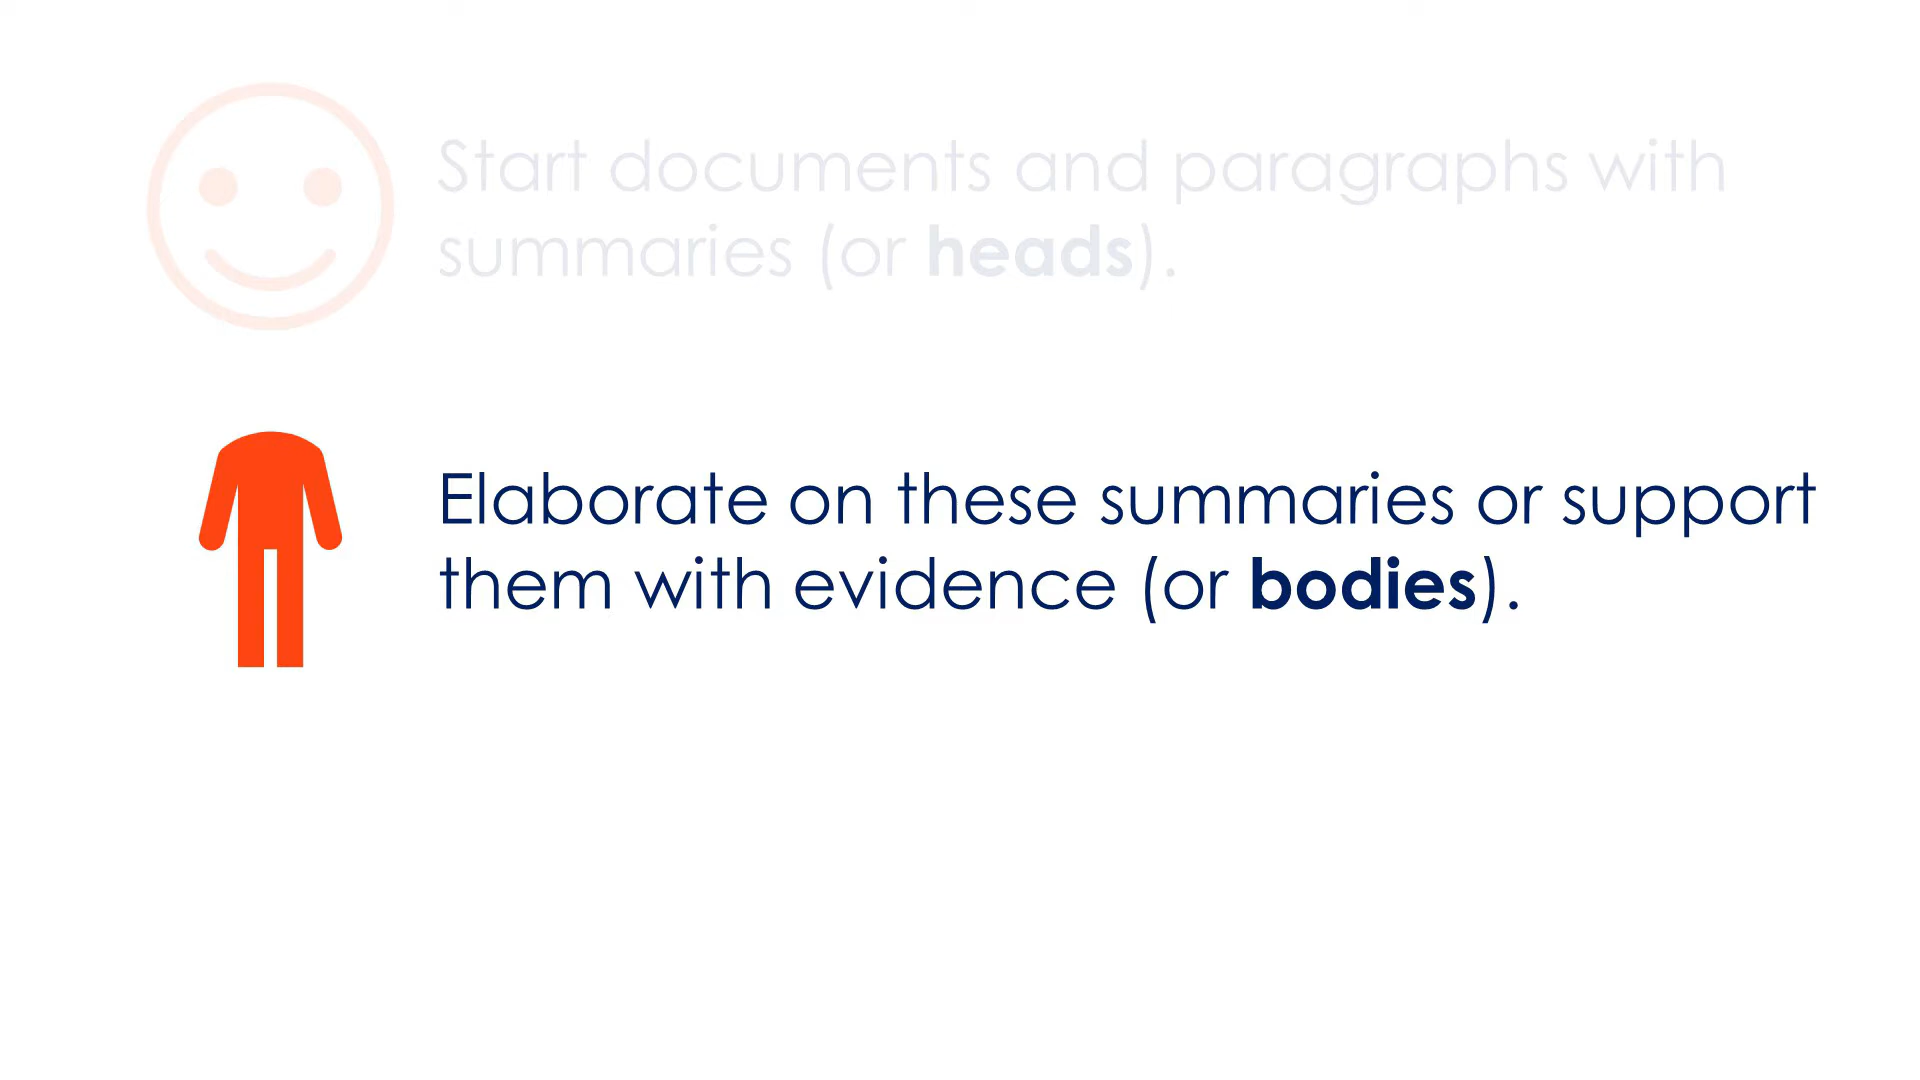 Start documents and paragraphs with
summaries (or heads).
Elaborate on these summaries or support
them with evidence (or bodies).